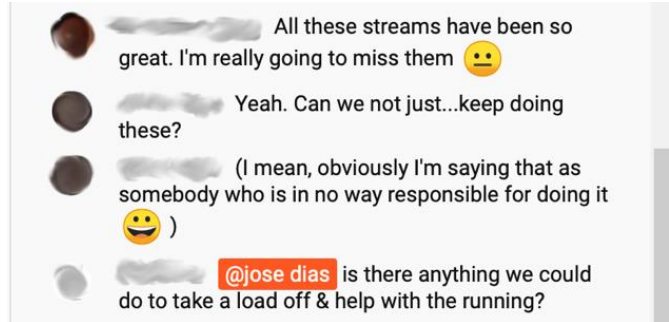 All these streams have been so
great. I'm really going to miss them 😐
Yeah. Can we not just...keep doing
these?
(I mean, obviously I'm saying that as
somebody who is in no way responsible for doing it
😀 )
@jose dias is there anything we could
do to take a load off & help with the running?